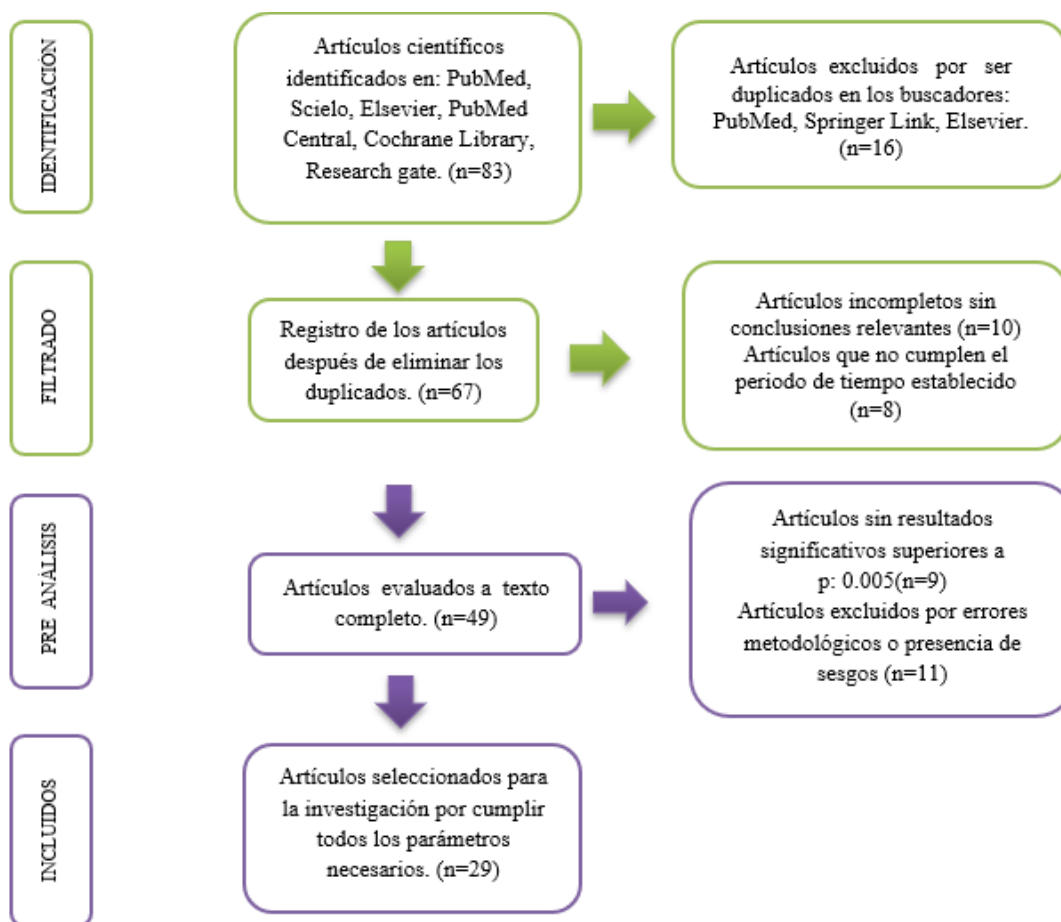 IDENTIFICACIÓN
Artículos científicos
identificados en: PubMed,
Scielo, Elsevier, PubMed
Central, Cochrane Library,
Research gate. (n=83)
Artículos excluidos por ser
duplicados en los buscadores:
PubMed, Springer Link, Elsevier.
(n=16)
FILTRADO
Registro de los artículos
después de eliminar los
duplicados. (n=67)
Artículos incompletos sin
conclusiones relevantes (n=10)
Artículos que no cumplen el
periodo de tiempo establecido
(n=8)
PRE ANÁLISIS
Artículos evaluados a texto
completo. (n=49)
Artículos sin resultados
significativos superiores a
p: 0.005(n=9)
Artículos excluidos por errores
metodológicos o presencia de
sesgos (n=11)
INCLUIDOS
Artículos seleccionados para
la investigación por cumplir
todos los parámetros
necesarios. (n=29)